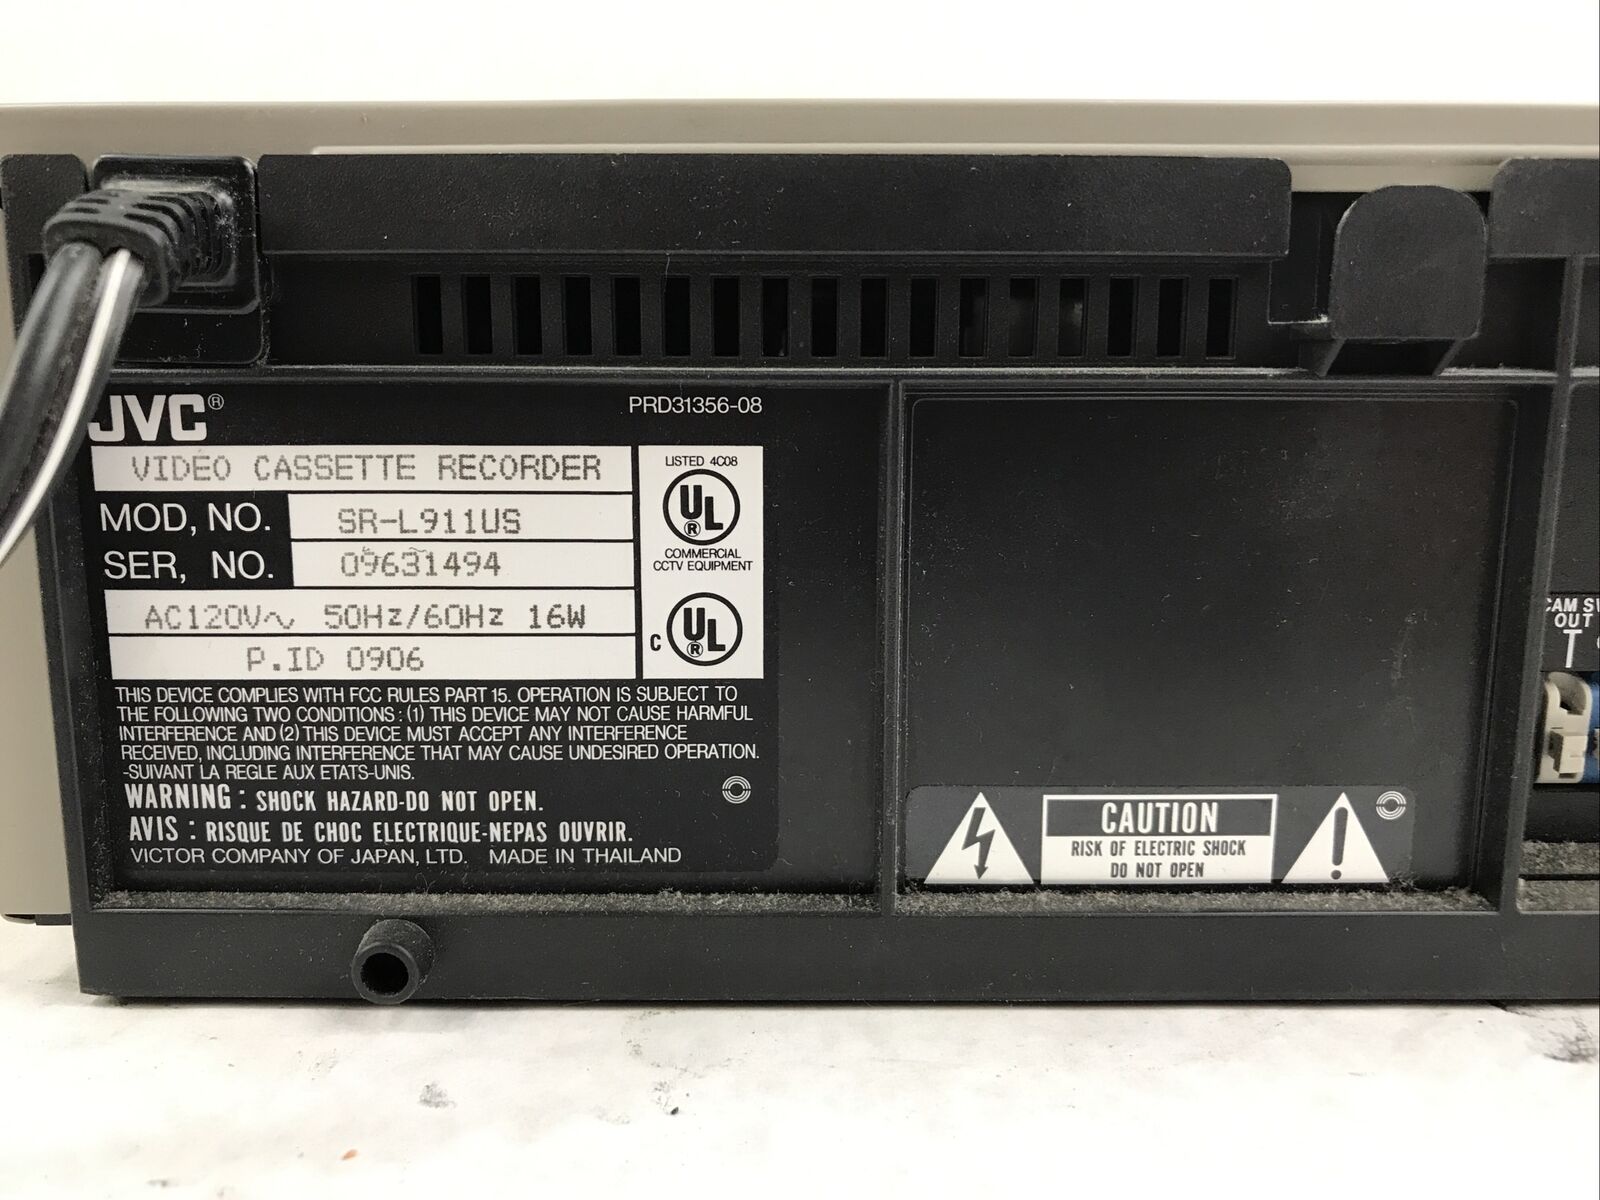 JVC®
PRD31356-08
VIDEO CASSETTE RECORDER
MOD, NO. SR-L911US
SER, NO. 09631494
AC120V∿ 50Hz/60Hz 16W
P.ID 0906
LISTED 4C08
UL
®
COMMERCIAL
CCTV EQUIPMENT
C UL
®
THIS DEVICE COMPLIES WITH FCC RULES PART 15. OPERATION IS SUBJECT TO
THE FOLLOWING TWO CONDITIONS : (1) THIS DEVICE MAY NOT CAUSE HARMFUL
INTERFERENCE AND (2) THIS DEVICE MUST ACCEPT ANY INTERFERENCE
RECEIVED, INCLUDING INTERFERENCE THAT MAY CAUSE UNDESIRED OPERATION.
-SUIVANT LA REGLE AUX ETATS-UNIS.
WARNING : SHOCK HAZARD-DO NOT OPEN.
AVIS : RISQUE DE CHOC ELECTRIQUE-NEPAS OUVRIR.
VICTOR COMPANY OF JAPAN, LTD. MADE IN THAILAND
CAUTION
RISK OF ELECTRIC SHOCK
DO NOT OPEN
CAM
OUT